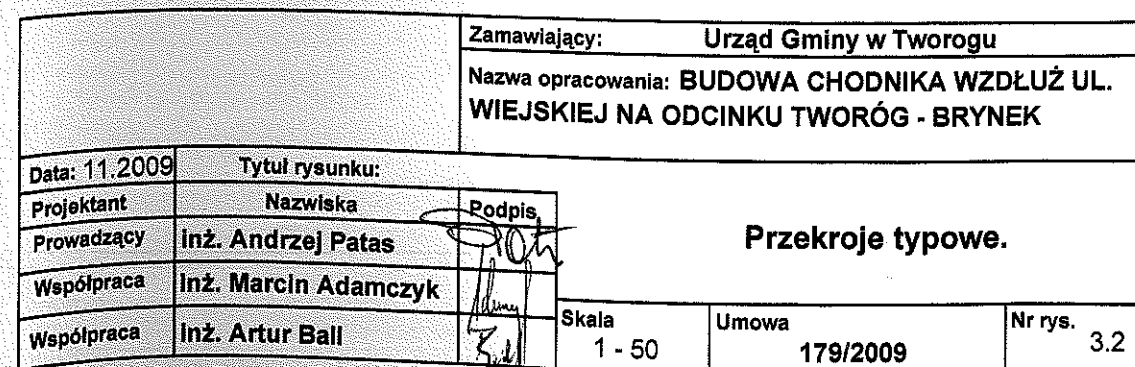 Zamawiający: Urząd Gminy w Tworogu
Nazwa opracowania: BUDOWA CHODNIKA WZDŁUŻ UL.
WIEJSKIEJ NA ODCINKU TWORÓG - BRYNEK
Data: 11.2009 Tytuł rysunku:
Projektant Nazwiska Podpis
Prowadzący Inż. Andrzej Patas
Przekroje typowe.
Współpraca Inż. Marcin Adamczyk
Współpraca Inż. Artur Ball
Skala Umowa Nr rys.
1 - 50 179/2009 3.2